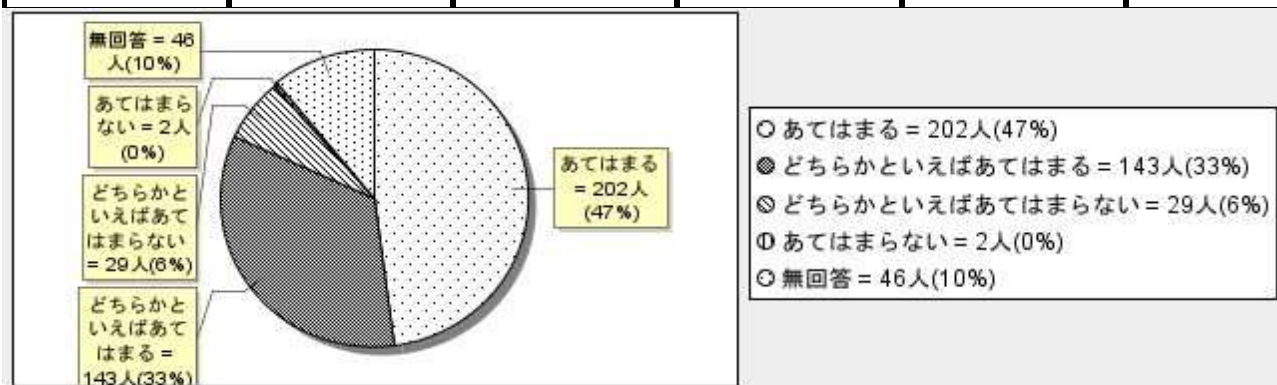 無回答 = 46
人(10%)
あてはまら
ない = 2人
(0%)
どちらかと
いえばあて
はまらない
= 29人(6%)
どちらかと
いえばあて
はまる =
143人(33%)
あてはまる
= 202人
(47%)
あてはまる = 202人(47%)
どちらかといえばあてはまる = 143人(33%)
どちらかといえばあてはまらない = 29人(6%)
あてはまらない = 2人(0%)
無回答 = 46人(10%)